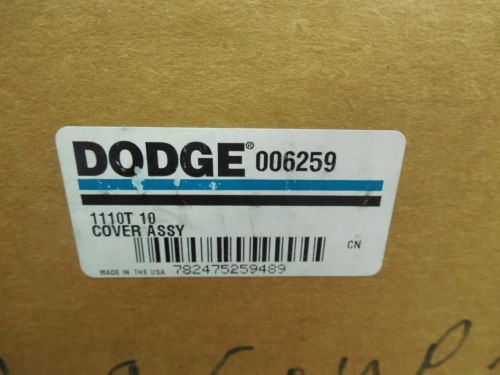 DODGE® 006259
1110T 10
COVER ASSY
CN
MADE IN THE USA 782475259489